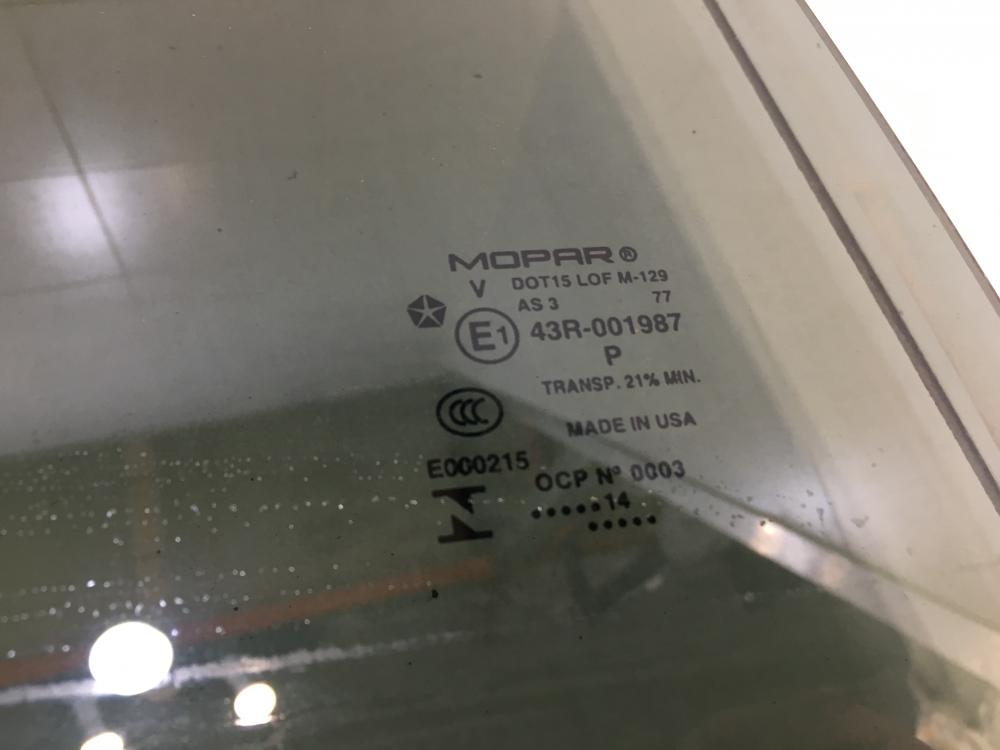 MOPAR®
V DOT15 LOF M-129
AS 3 77
E1 43R-001987
P
TRANSP. 21% MIN.
CCC
MADE IN USA
E000215
OCP Nº 0003
•••••14
•••••